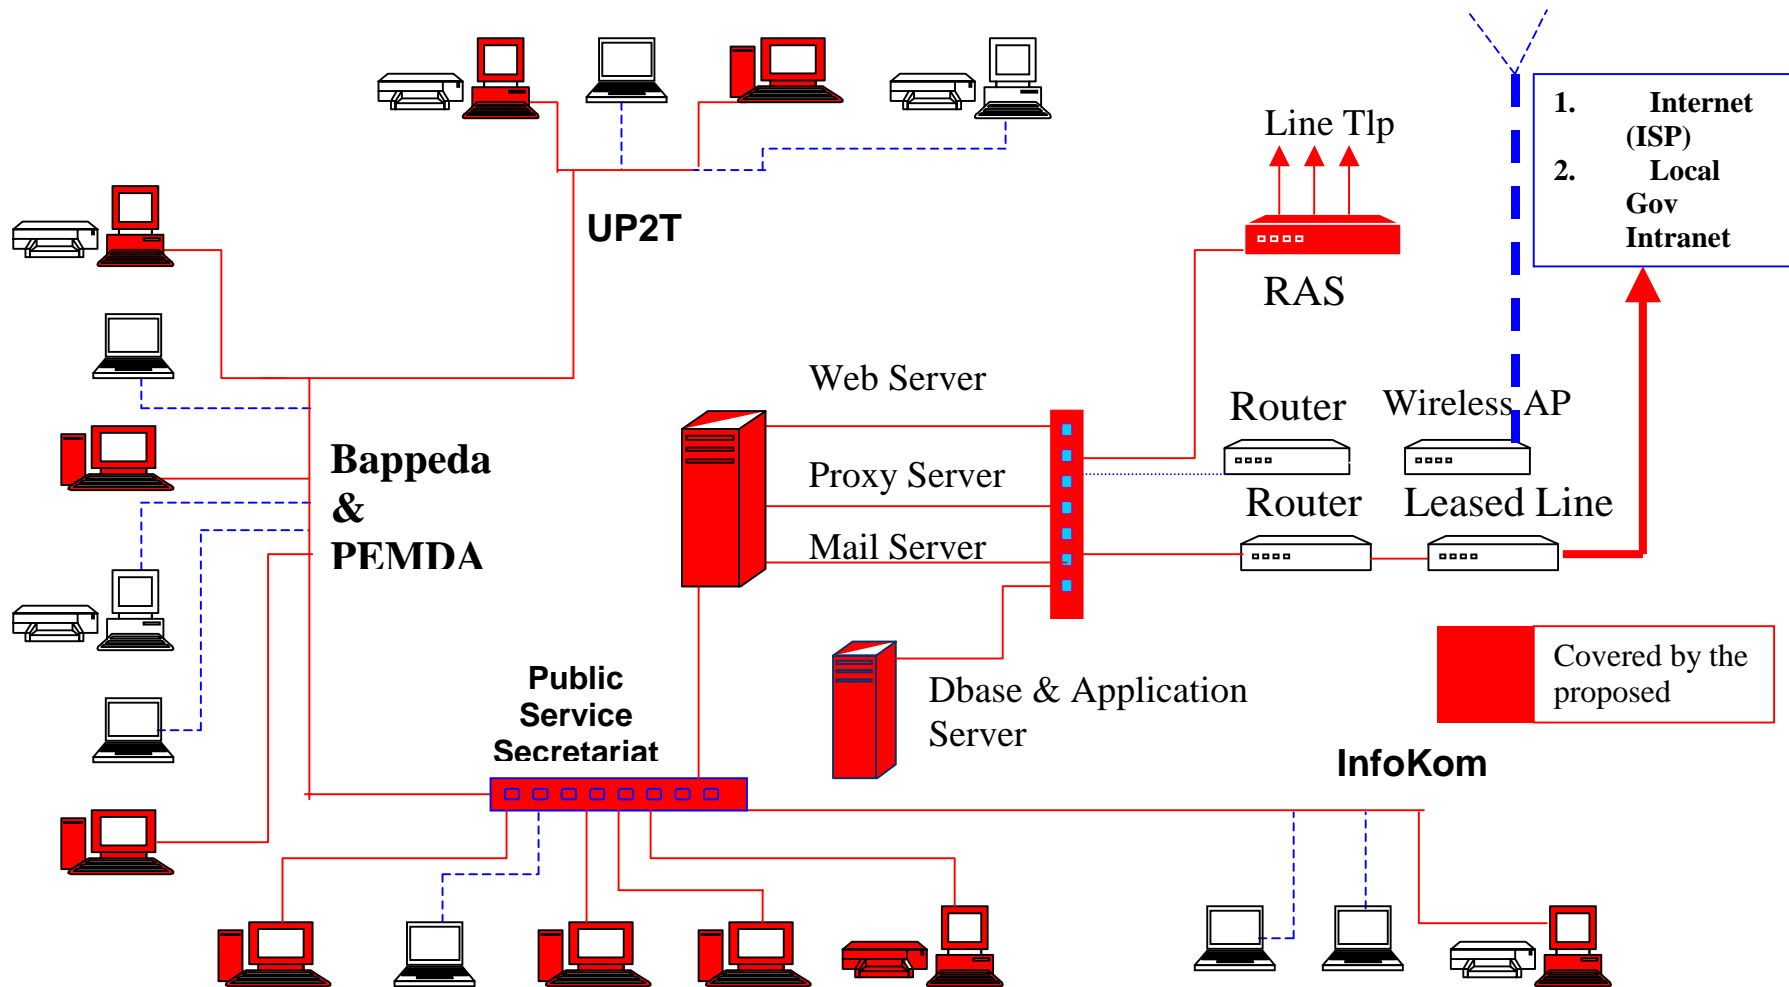 Line Tlp
1. Internet
(ISP)
2. Local
Gov
Intranet
UP2T
RAS
Web Server
Router
Wireless AP
Bappeda
&
PEMDA
Proxy Server
Router
Leased Line
Mail Server
Public
Service
Secretariat
Dbase & Application
Server
Covered by the
proposed
InfoKom